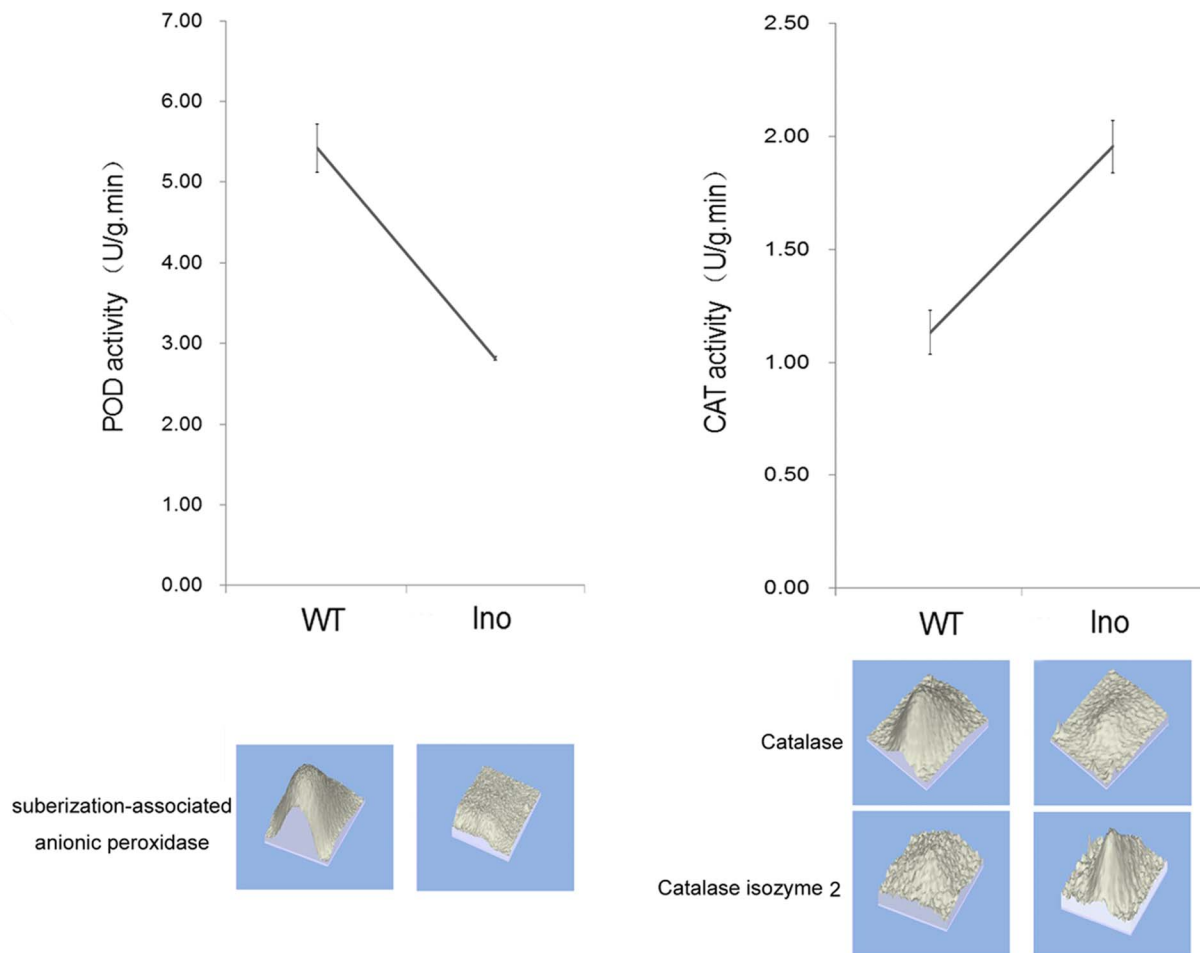 7.00
6.00
5.00
4.00
3.00
2.00
1.00
0.00
POD activity（U/g.min）
WT Ino
suberization-associated
anionic peroxidase
2.50
2.00
1.50
1.00
0.50
0.00
CAT activity（U/g.min）
WT Ino
Catalase
Catalase isozyme 2